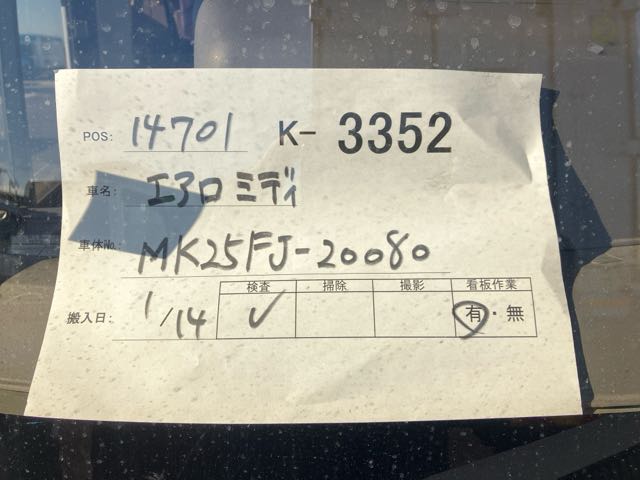 POS: 14701 K- 3352
車名: エアロミディ
車体No. MK25FJ-20080
検査 掃除 撮影 看板作業
搬入日: 1/14 ✓ 有・無